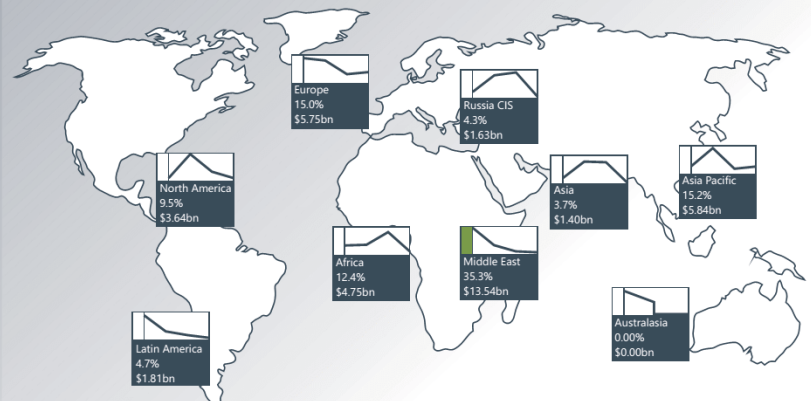 Europe
15.0%
$5.75bn
Russia CIS
4.3%
$1.63bn
North America
9.5%
$3.64bn
Asia
3.7%
$1.40bn
Asia Pacific
15.2%
$5.84bn
Africa
12.4%
$4.75bn
Middle East
35.3%
$13.54bn
Latin America
4.7%
$1.81bn
Australasia
0.00%
$0.00bn